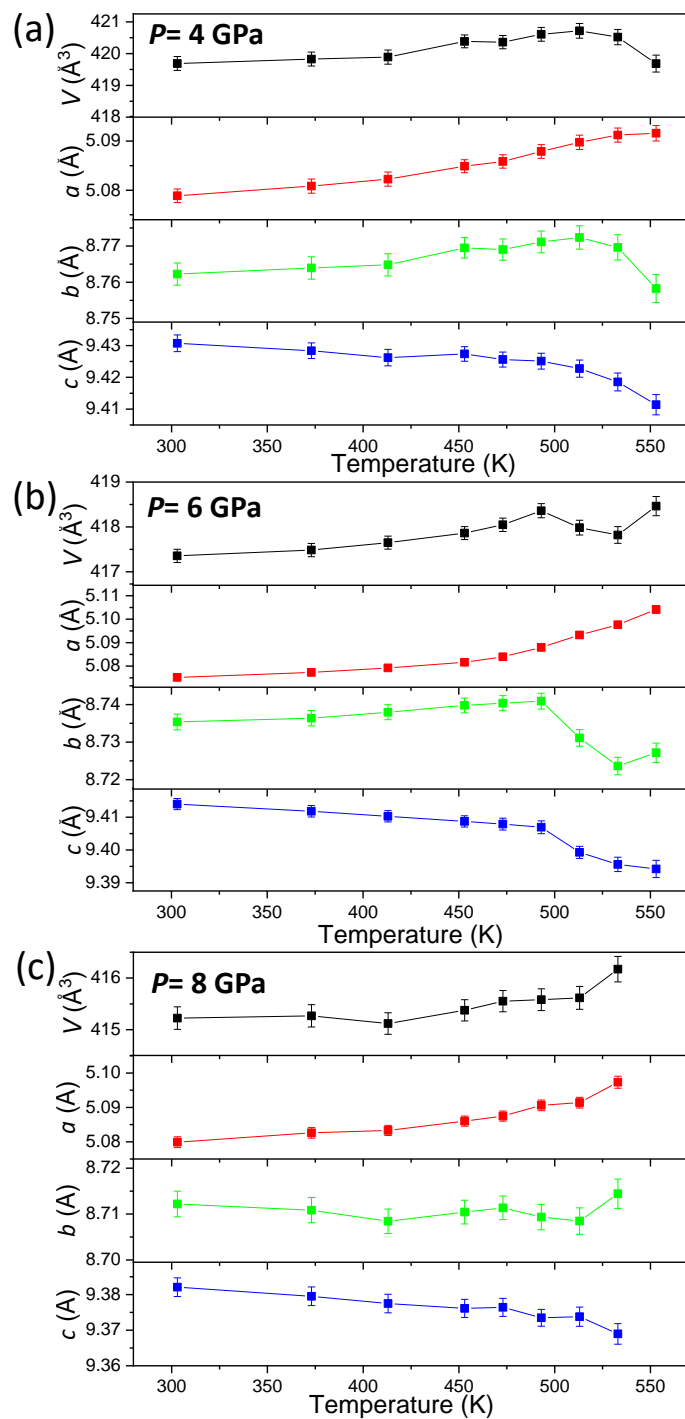 (a)
P= 4 GPa
V (Å³)
421
420
419
418
a (Å)
5.09
5.08
b (Å)
8.77
8.76
8.75
c (Å)
9.43
9.42
9.41
300 350 400 450 500 550
Temperature (K)
(b)
P= 6 GPa
V (Å³)
419
418
417
a (Å)
5.10
5.09
5.08
b (Å)
8.74
8.73
8.72
c (Å)
9.41
9.40
9.39
300 350 400 450 500 550
Temperature (K)
(c)
P= 8 GPa
V (Å³)
416
415
a (A)
5.10
5.09
5.08
b (A)
8.72
8.71
8.70
c (A)
9.38
9.37
9.36
300 350 400 450 500 550
Temperature (K)